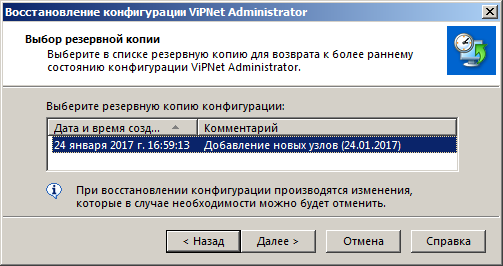 Восстановление конфигурации ViPNet Administrator
Выбор резервной копии
Выберите в списке резервную копию для возврата к более раннему
состоянию конфигурации ViPNet Administrator.
Выберите резервную копию конфигурации:
Дата и время созд... Комментарий
24 января 2017 г. 16:59:13 Добавление новых узлов (24.01.2017)
При восстановлении конфигурации производятся изменения,
которые в случае необходимости можно будет отменить.
< Назад Далее > Отмена Справка